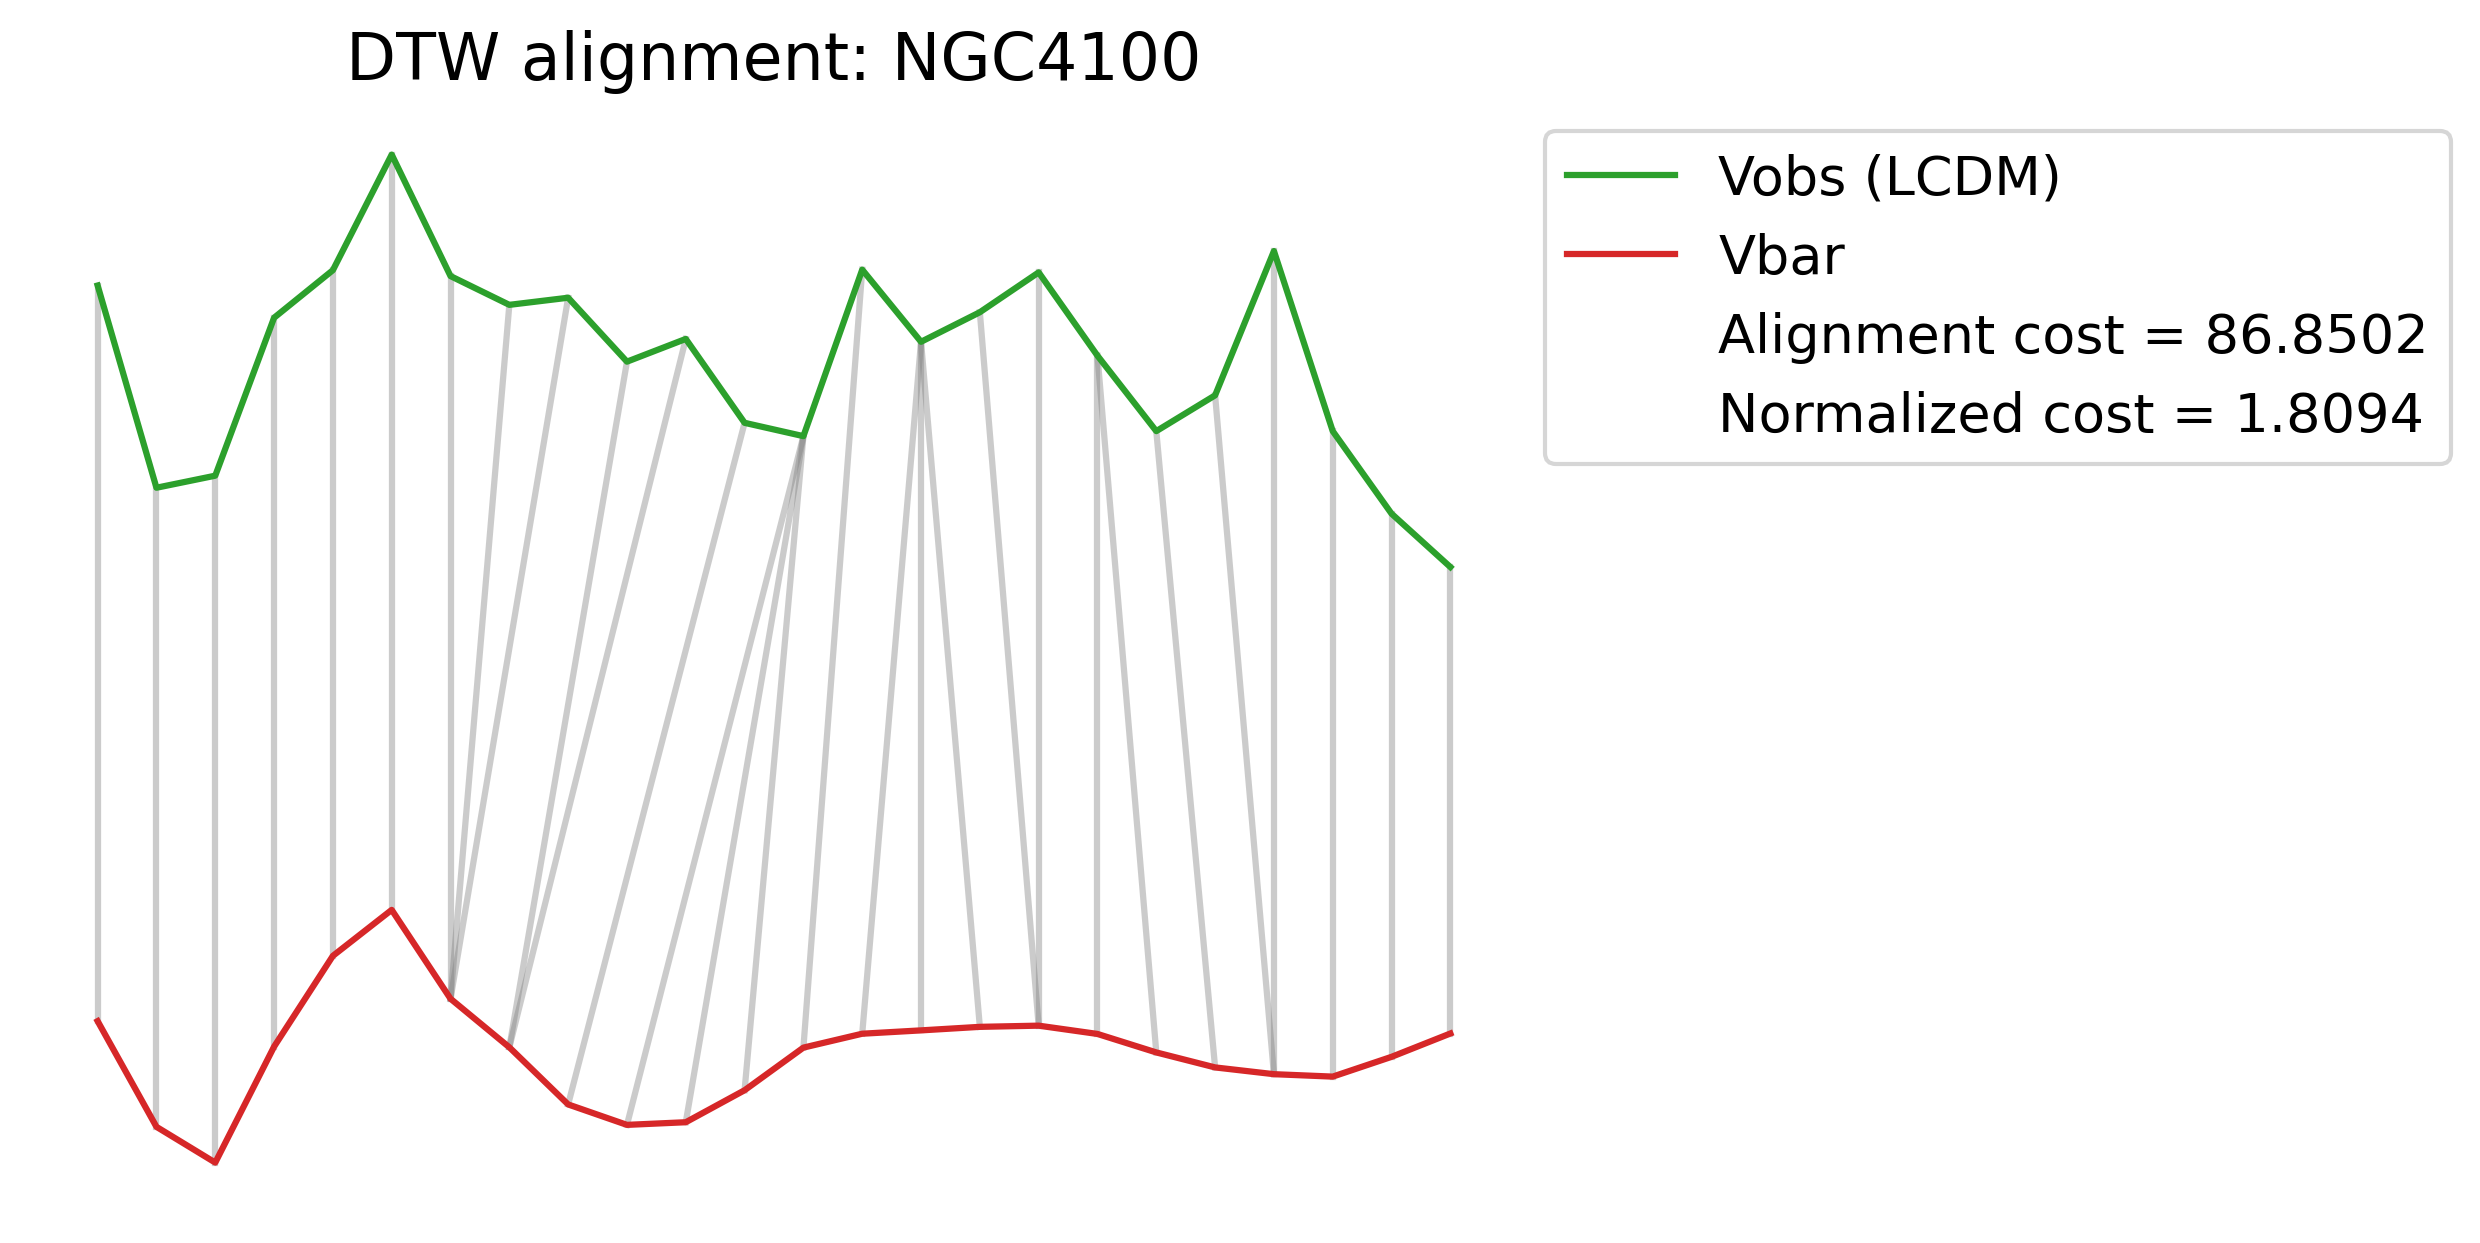 DTW alignment: NGC4100
Vobs (LCDM)
Vbar
Alignment cost = 86.8502
Normalized cost = 1.8094